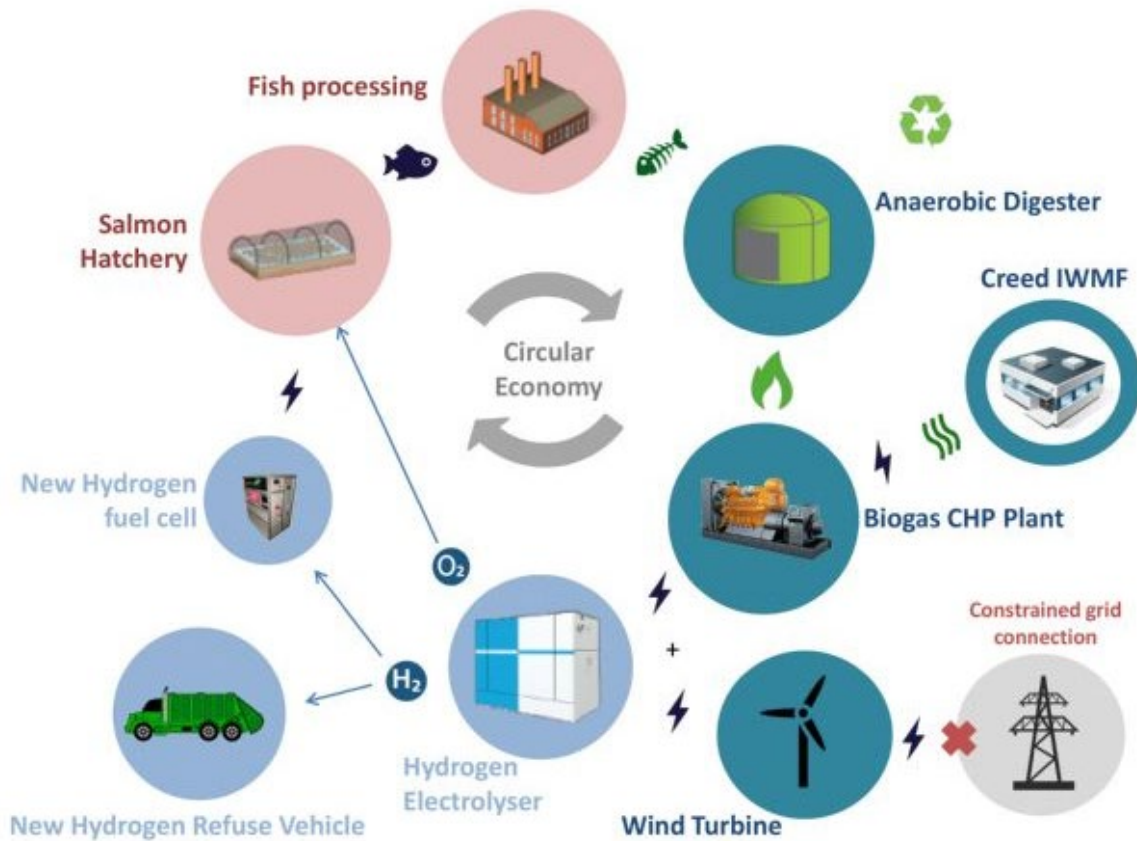 Fish processing
Anaerobic Digester
Salmon
Hatchery
Creed IWMF
Circular
Economy
New Hydrogen
fuel cell
Biogas CHP Plant
O₂
Constrained grid
connection
+
H₂
Hydrogen
Electrolyser
New Hydrogen Refuse Vehicle
Wind Turbine